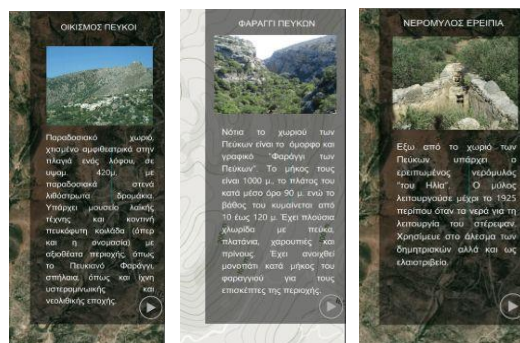 ΟΙΚΙΣΜΟΣ ΠΕΥΚΟΙ
Παραδοσιακό χωριό,
χτισμένο αμφιθεατρικά στην
πλαγιά ενός λόφου, σε
υψομ. 420μ. με
παραδοσιακά στενά
λιθόστρωτα δρομάκια.
Υπάρχει μουσείο λαϊκής
τέχνης και κοντινή
πευκόφυτη κοιλάδα (άπερ
και η ονομασία) με
αξιοθέατα περιοχής, όπως
το Πευκιανό Φαράγγι,
σπήλαια, όπως και ίχνη
υστερομινωικής και
νεολιθικής εποχής.
ΦΑΡΑΓΓΙ ΠΕΥΚΩΝ
Νότια το χωριού των
Πεύκων είναι το όμορφο και
γραφικό "Φαράγγι των
Πεύκων". Το μήκος τους
είναι 1000 μ., το πλάτος του
κατά μέσο όρο 90 μ. ενώ το
βάθος του κυμαίνεται από
10 έως 120 μ. Έχει πλούσια
χλωρίδα με πεύκα,
πλατάνια, χαρουπιές και
πρίνους. Έχει ανοιχθεί
μονοπάτι κατά μήκος του
φαραγγιού για τους
επισκέπτες της περιοχής.
ΝΕΡΟΜΥΛΟΣ ΕΡΕΙΠΙΑ
Εξω από το χωριό των
Πεύκων υπάρχει ο
ερειπωμένος νερόμυλος
"του Ηλία". Ο μύλος
λειτουργούσε μέχρι το 1925
περίπου όταν τα νερά για τη
λειτουργία του στέρεψαν.
Χρησίμευε στο άλεσμα των
δημητριακών αλλά και ως
ελαιοτριβείο.